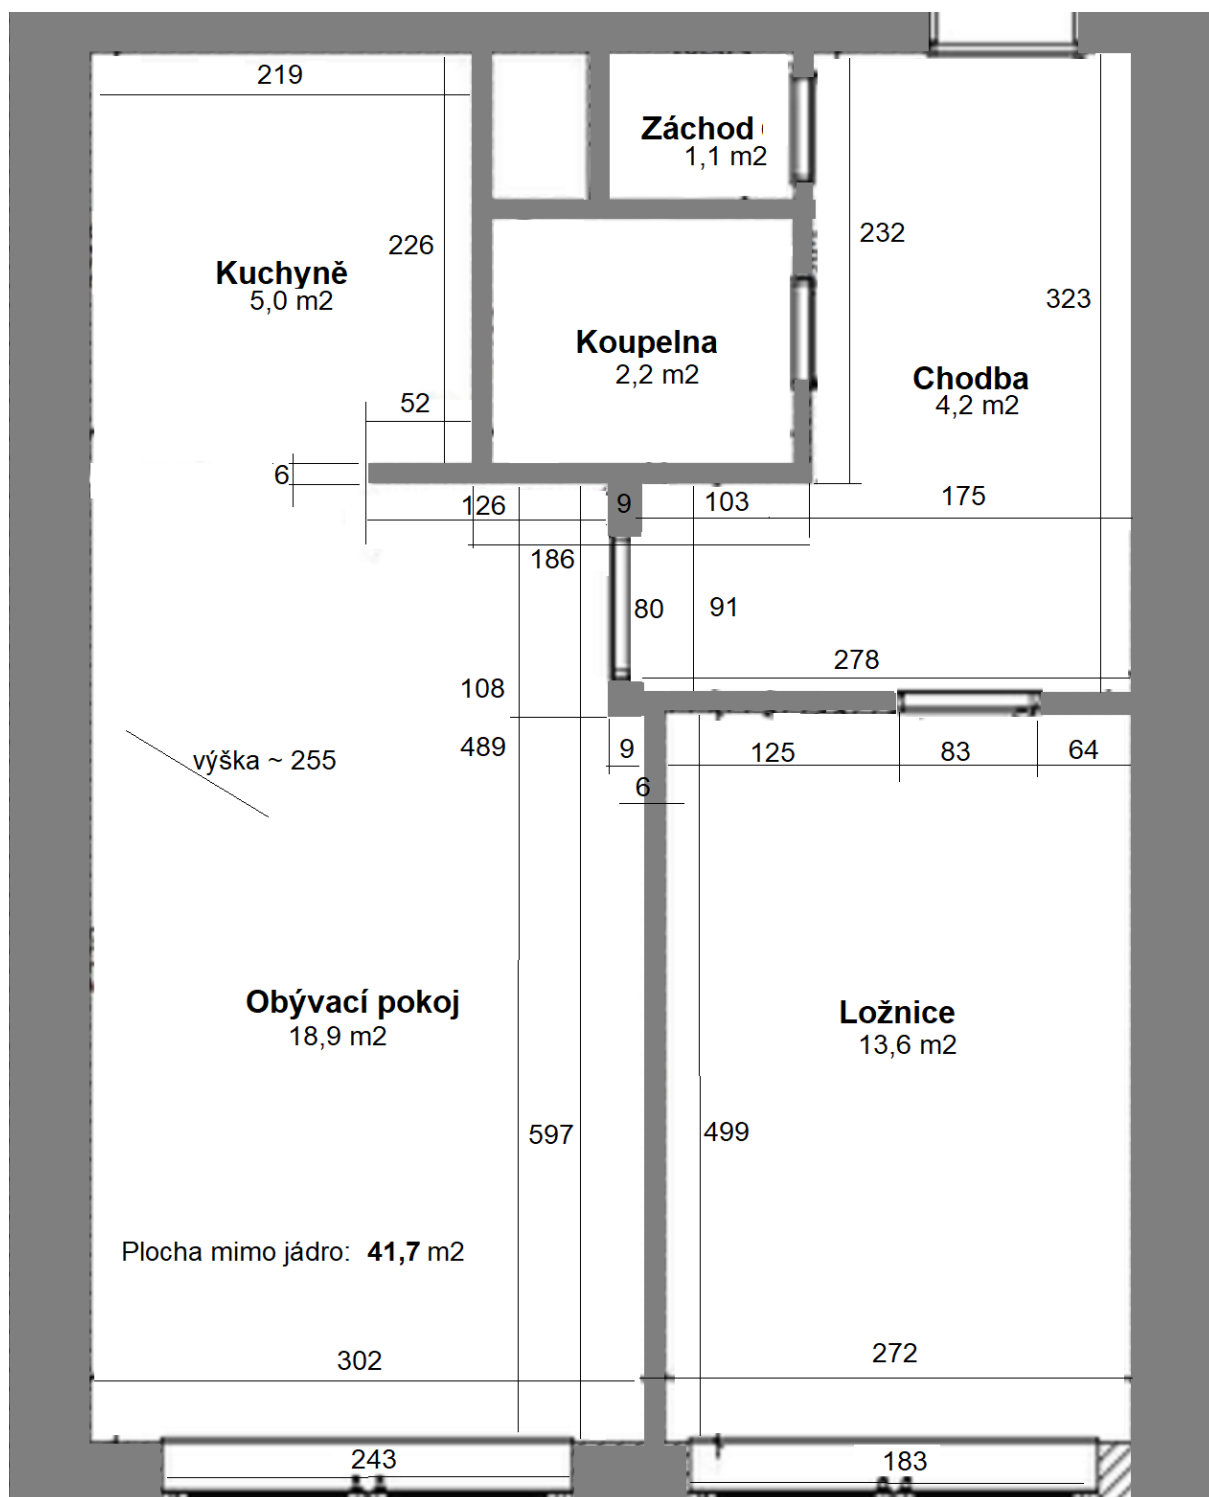 219
Záchod
1,1 m2
226
232
Kuchyně
5,0 m2
323
Koupelna
2,2 m2
Chodba
4,2 m2
52
6
126
9
103
175
186
80
91
278
108
489
9
125
83
64
výška ~ 255
6
Obývací pokoj
18,9 m2
Ložnice
13,6 m2
597
499
Plocha mimo jádro: 41,7 m2
302
272
243
183